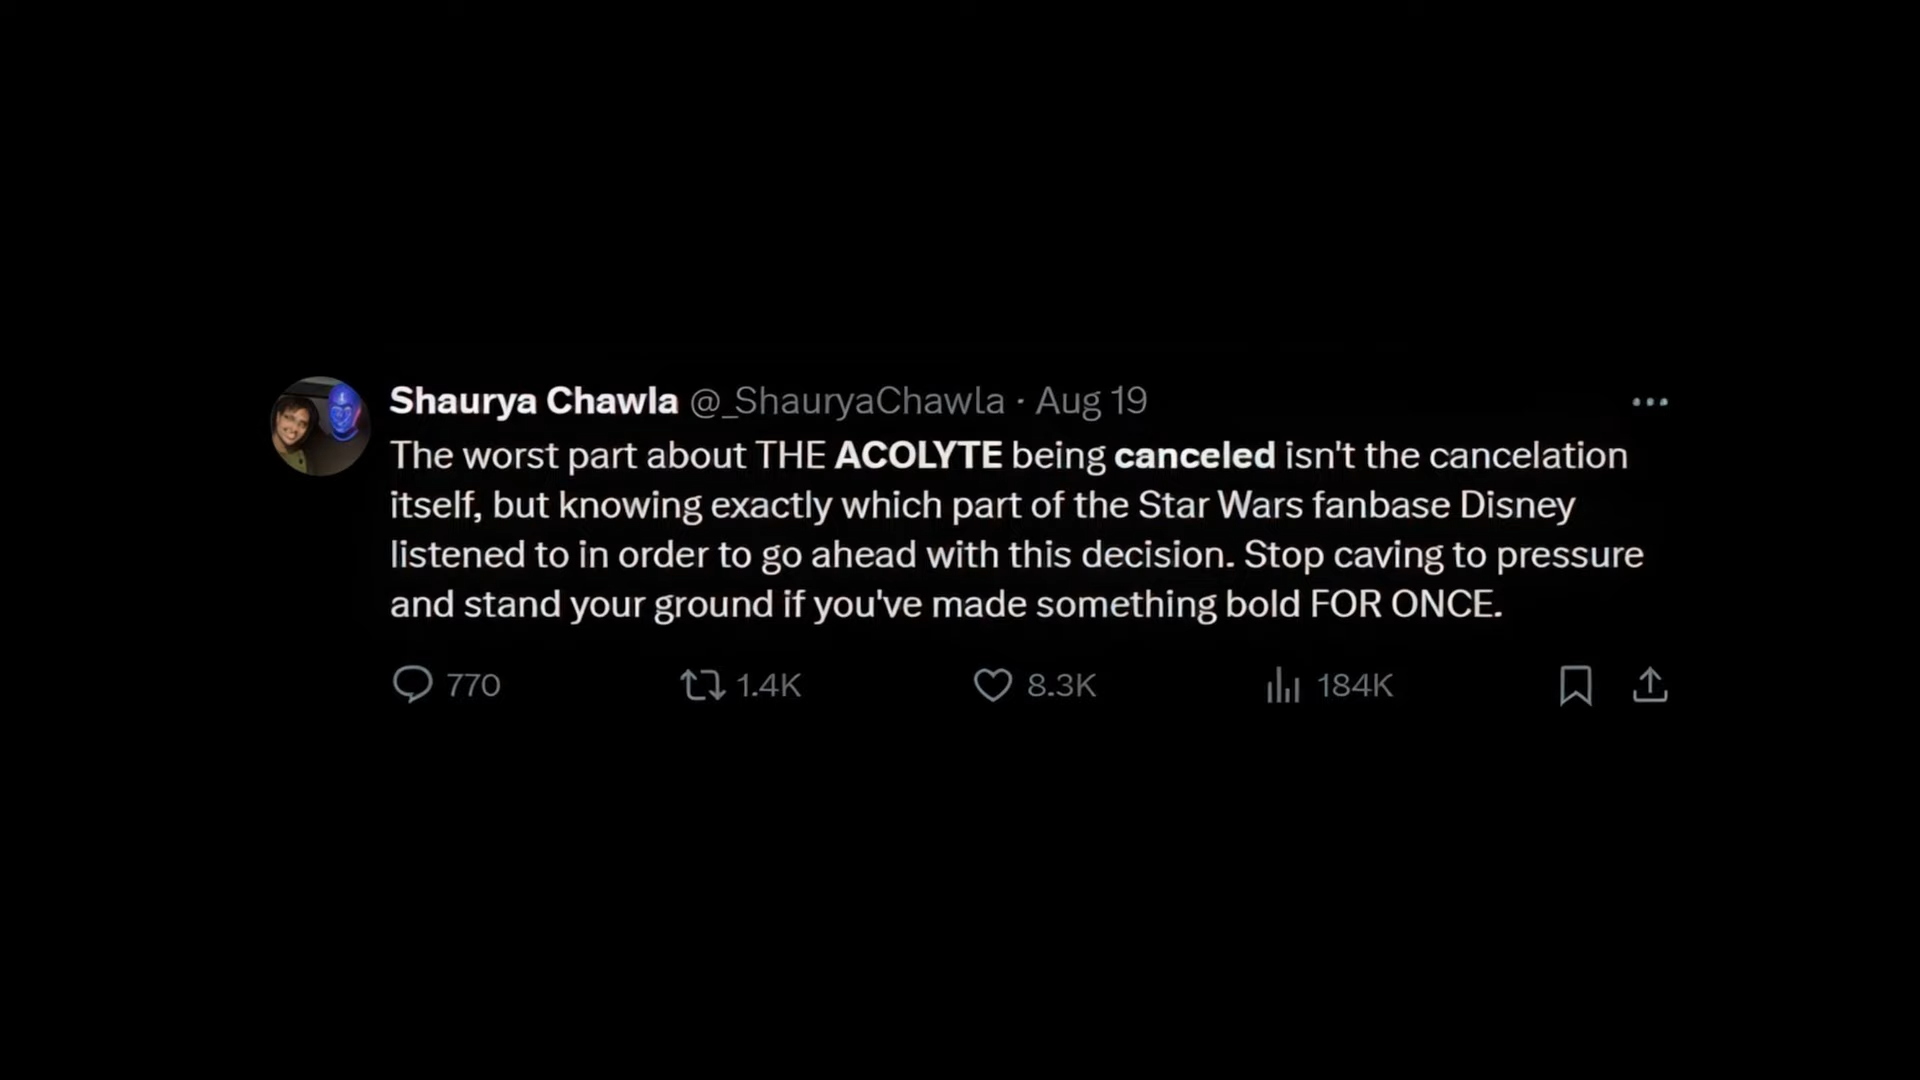 Shaurya Chawla @_ShauryaChawla · Aug 19
The worst part about THE ACOLYTE being canceled isn't the cancelation
itself, but knowing exactly which part of the Star Wars fanbase Disney
listened to in order to go ahead with this decision. Stop caving to pressure
and stand your ground if you've made something bold FOR ONCE.
770 1.4K 8.3K 184K